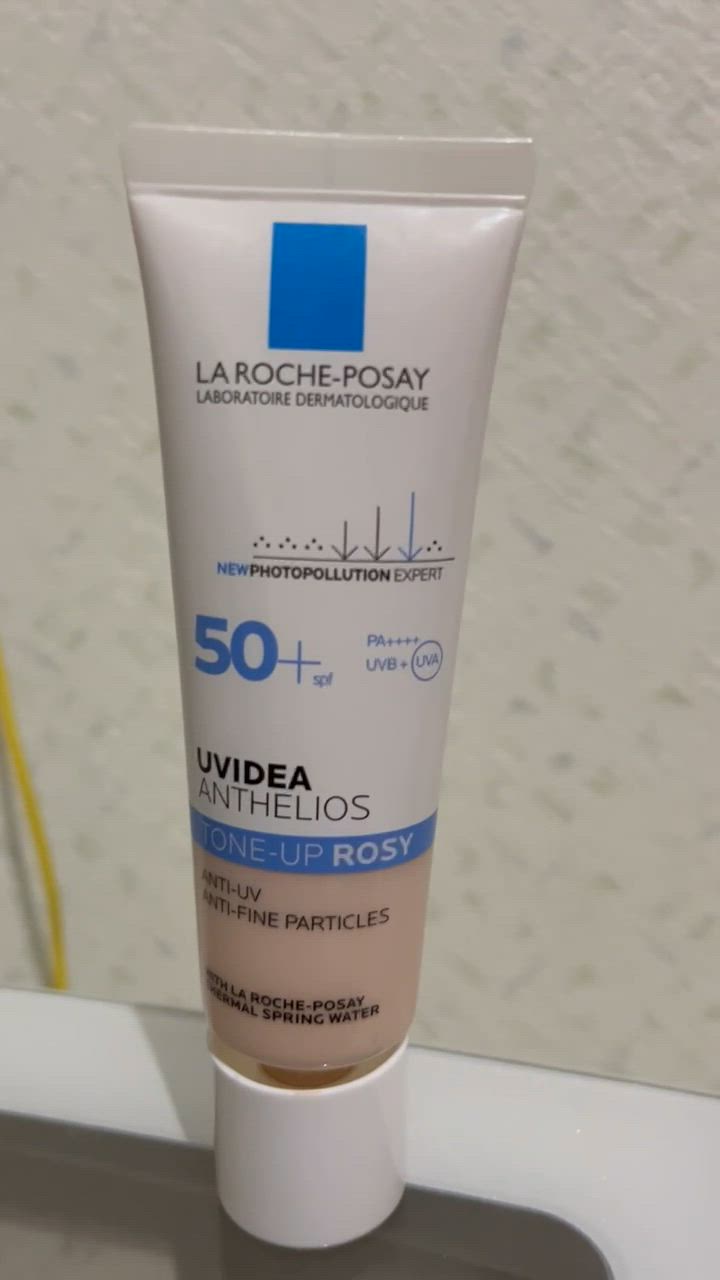 LA ROCHE-POSAY
LABORATOIRE DERMATOLOGIQUE
NEW PHOTOPOLLUTION EXPERT
50+ spf
PA++++
UVB + UVA
UVIDEA
ANTHELIOS
TONE-UP ROSY
ANTI-UV
ANTI-FINE PARTICLES
WITH LA ROCHE-POSAY
THERMAL SPRING WATER